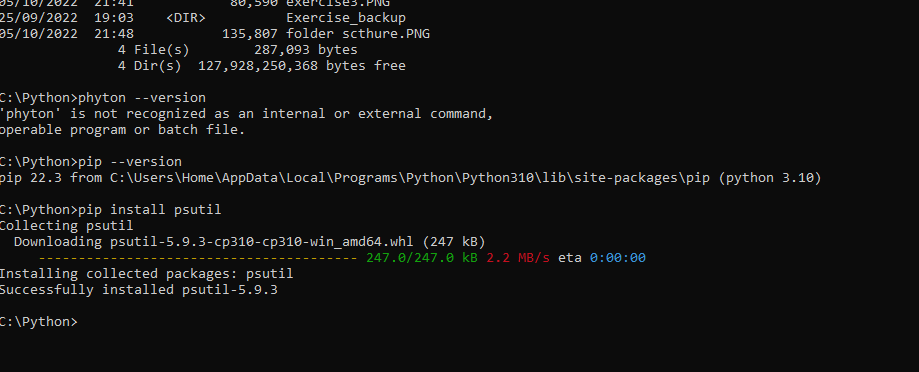 05/10/2022  21:41            80,590 exercise3.PNG
25/09/2022  19:03    <DIR>          Exercise_backup
05/10/2022  21:48           135,807 folder scthure.PNG
4 File(s)        287,093 bytes
4 Dir(s)  127,928,250,368 bytes free
C:\Python>phyton --version
'phyton' is not recognized as an internal or external command,
operable program or batch file.
C:\Python>pip --version
pip 22.3 from C:\Users\Home\AppData\Local\Programs\Python\Python310\lib\site-packages\pip (python 3.10)
C:\Python>pip install psutil
Collecting psutil
Downloading psutil-5.9.3-cp310-cp310-win_amd64.whl (247 kB)
---------------------------------------- 247.0/247.0 kB 2.2 MB/s eta 0:00:00
Installing collected packages: psutil
Successfully installed psutil-5.9.3
C:\Python>